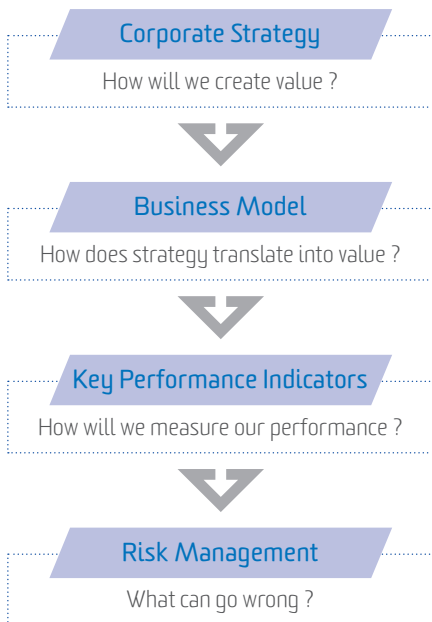 Corporate Strategy
How will we create value ?
Business Model
How does strategy translate into value ?
Key Performance Indicators
How will we measure our performance ?
Risk Management
What can go wrong ?